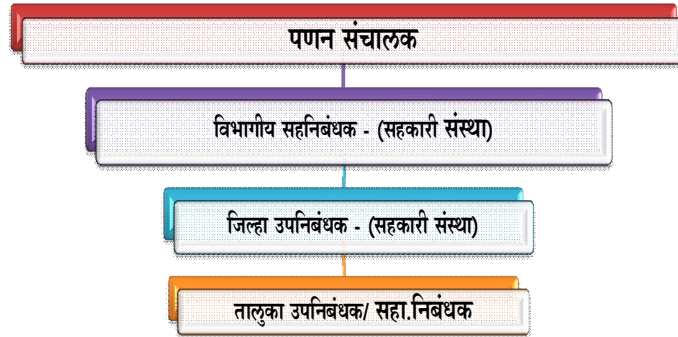 पणन संचालक
विभागीय सहनिबंधक - (सहकारी संस्था)
जिल्हा उपनिबंधक - (सहकारी संस्था)
तालुका उपनिबंधक/ सहा.निबंधक